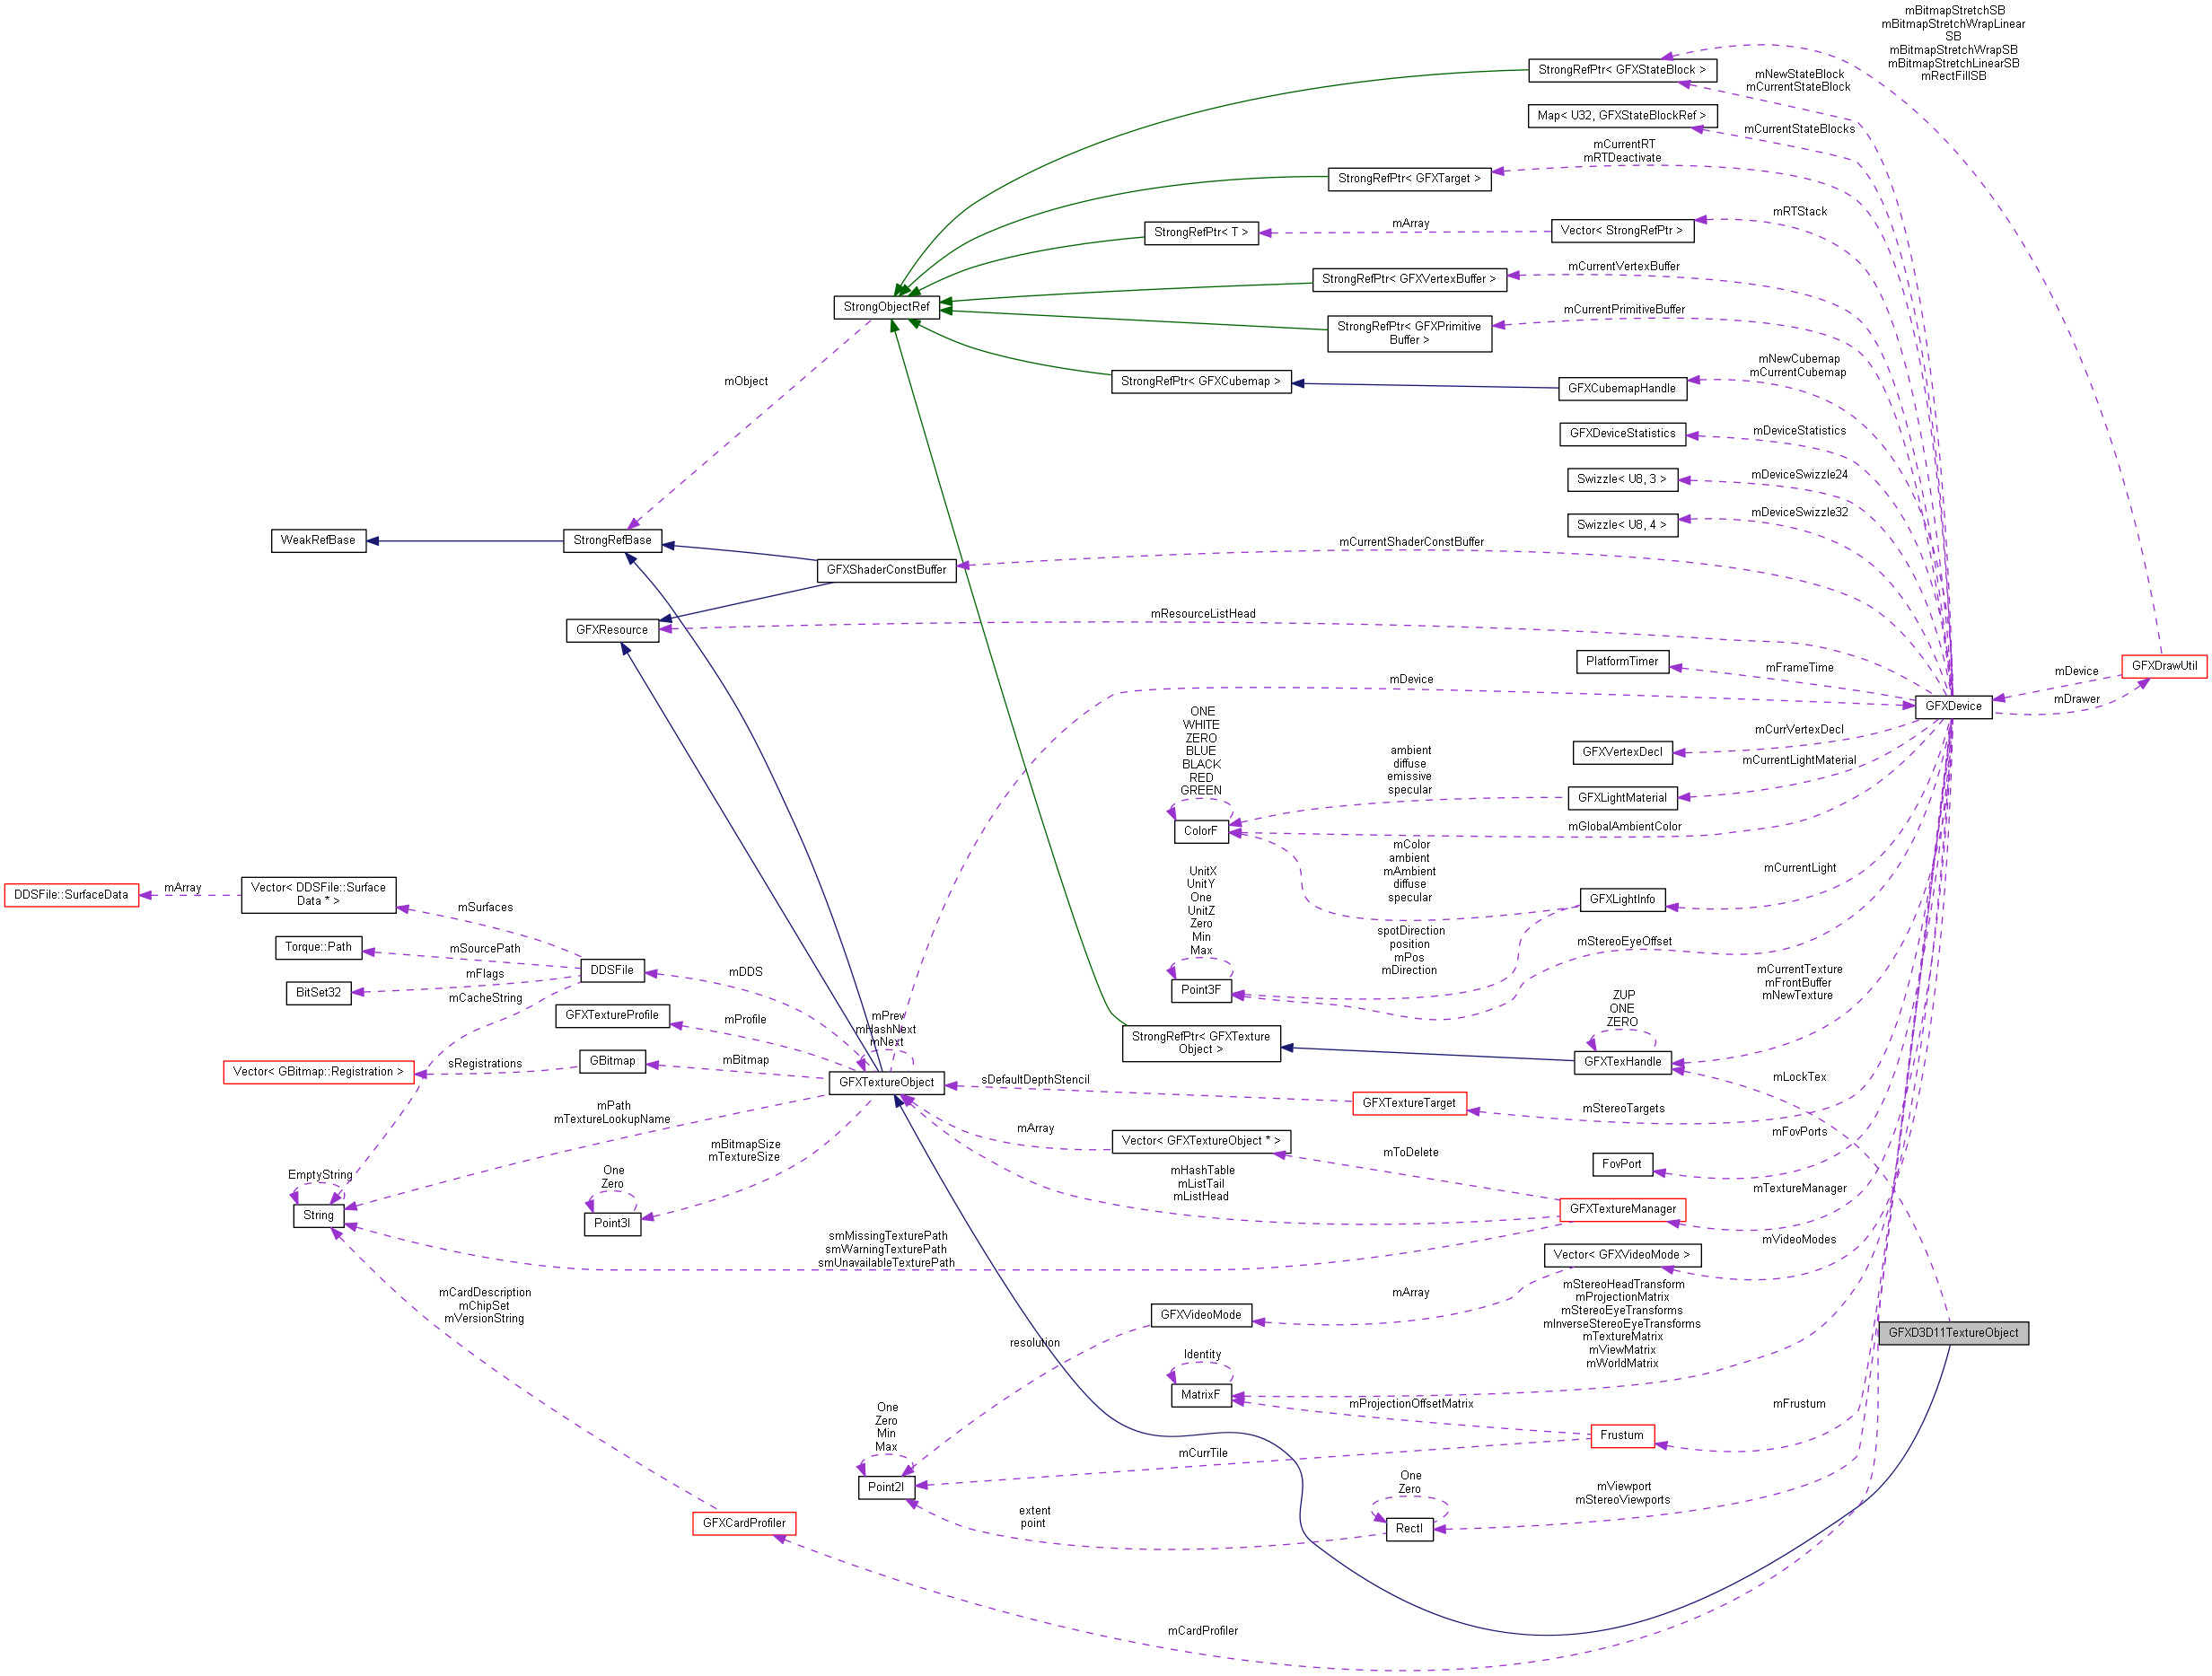 mBitmapStretchSB
mBitmapStretchWrapLinear
SB
mBitmapStretchWrapSB
mBitmapStretchLinearSB
mRectFillSB
StrongRefPtr< GFXStateBlock >
mNewStateBlock
mCurrentStateBlock
Map< U32, GFXStateBlockRef >
mCurrentStateBlocks
mCurrentRT
mRTDeactivate
StrongRefPtr< GFXTarget >
mRTStack
StrongRefPtr< T >
mArray
Vector< StrongRefPtr >
mCurrentVertexBuffer
StrongRefPtr< GFXVertexBuffer >
StrongObjectRef
mCurrentPrimitiveBuffer
StrongRefPtr< GFXPrimitive
Buffer >
mNewCubemap
mCurrentCubemap
mObject
StrongRefPtr< GFXCubemap >
GFXCubemapHandle
GFXDeviceStatistics
mDeviceStatistics
Swizzle< U8, 3 >
mDeviceSwizzle24
Swizzle< U8, 4 >
mDeviceSwizzle32
WeakRefBase
StrongRefBase
mCurrentShaderConstBuffer
GFXShaderConstBuffer
mResourceListHead
GFXResource
PlatformTimer
mFrameTime
GFXDrawUtil
mDevice
mDevice
mDrawer
GFXDevice
ONE
WHITE
ZERO
BLUE
BLACK
RED
GREEN
mCurrVertexDecl
GFXVertexDecl
ambient
diffuse
emissive
specular
mCurrentLightMaterial
GFXLightMaterial
ColorF
mGlobalAmbientColor
mColor
ambient
mAmbient
diffuse
specular
UnitX
UnitY
One
UnitZ
Zero
Min
Max
mCurrentLight
GFXLightInfo
DDSFile::SurfaceData
mArray
Vector< DDSFile::Surface
Data * >
mSurfaces
spotDirection
position
mPos
mDirection
mStereoEyeOffset
Torque::Path
mSourcePath
DDSFile
mFlags
mDDS
BitSet32
mCacheString
Point3F
mCurrentTexture
mFrontBuffer
mNewTexture
ZUP
ONE
ZERO
GFXTextureProfile
mProfile
mPrev
mHashNext
mNext
StrongRefPtr< GFXTexture
Object >
GFXTexHandle
Vector< GBitmap::Registration >
sRegistrations
GBitmap
mBitmap
GFXTextureObject
sDefaultDepthStencil
mLockTex
GFXTextureTarget
mStereoTargets
mPath
mTextureLookupName
mArray
Vector< GFXTextureObject * >
mFovPorts
mToDelete
mBitmapSize
mTextureSize
FovPort
EmptyString
One
Zero
mHashTable
mListTail
mListHead
mTextureManager
GFXTextureManager
String
Point3I
smMissingTexturePath
smWarningTexturePath
smUnavailableTexturePath
mVideoModes
Vector< GFXVideoMode >
mCardDescription
mChipSet
mVersionString
mArray
mStereoHeadTransform
mProjectionMatrix
mStereoEyeTransforms
mInverseStereoEyeTransforms
mTextureMatrix
mViewMatrix
mWorldMatrix
GFXVideoMode
resolution
GFXD3D11TextureObject
Identity
MatrixF
mProjectionOffsetMatrix
mFrustum
One
Zero
Min
Max
Frustum
mCurrTile
Point2I
One
Zero
mViewport
mStereoViewports
extent
point
GFXCardProfiler
RectI
mCardProfiler